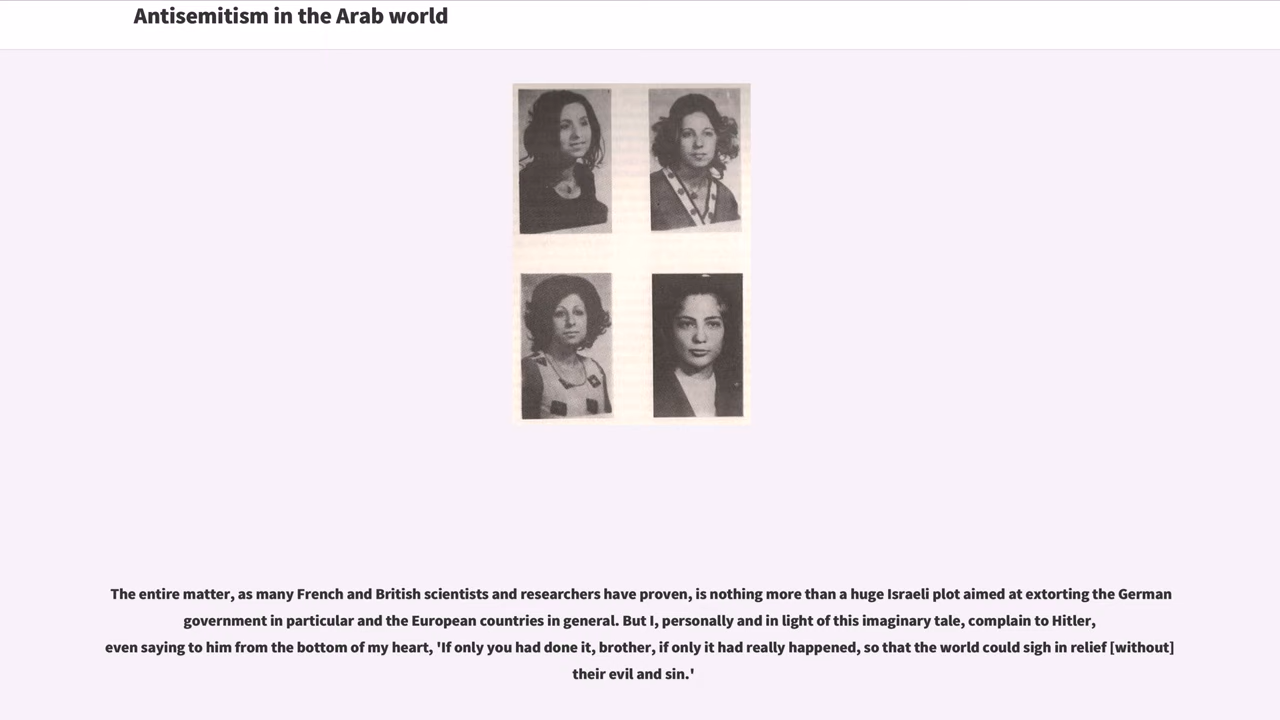 Antisemitism in the Arab world
The entire matter, as many French and British scientists and researchers have proven, is nothing more than a huge Israeli plot aimed at extorting the German
government in particular and the European countries in general. But I, personally and in light of this imaginary tale, complain to Hitler,
even saying to him from the bottom of my heart, 'If only you had done it, brother, if only it had really happened, so that the world could sigh in relief [without]
their evil and sin.'